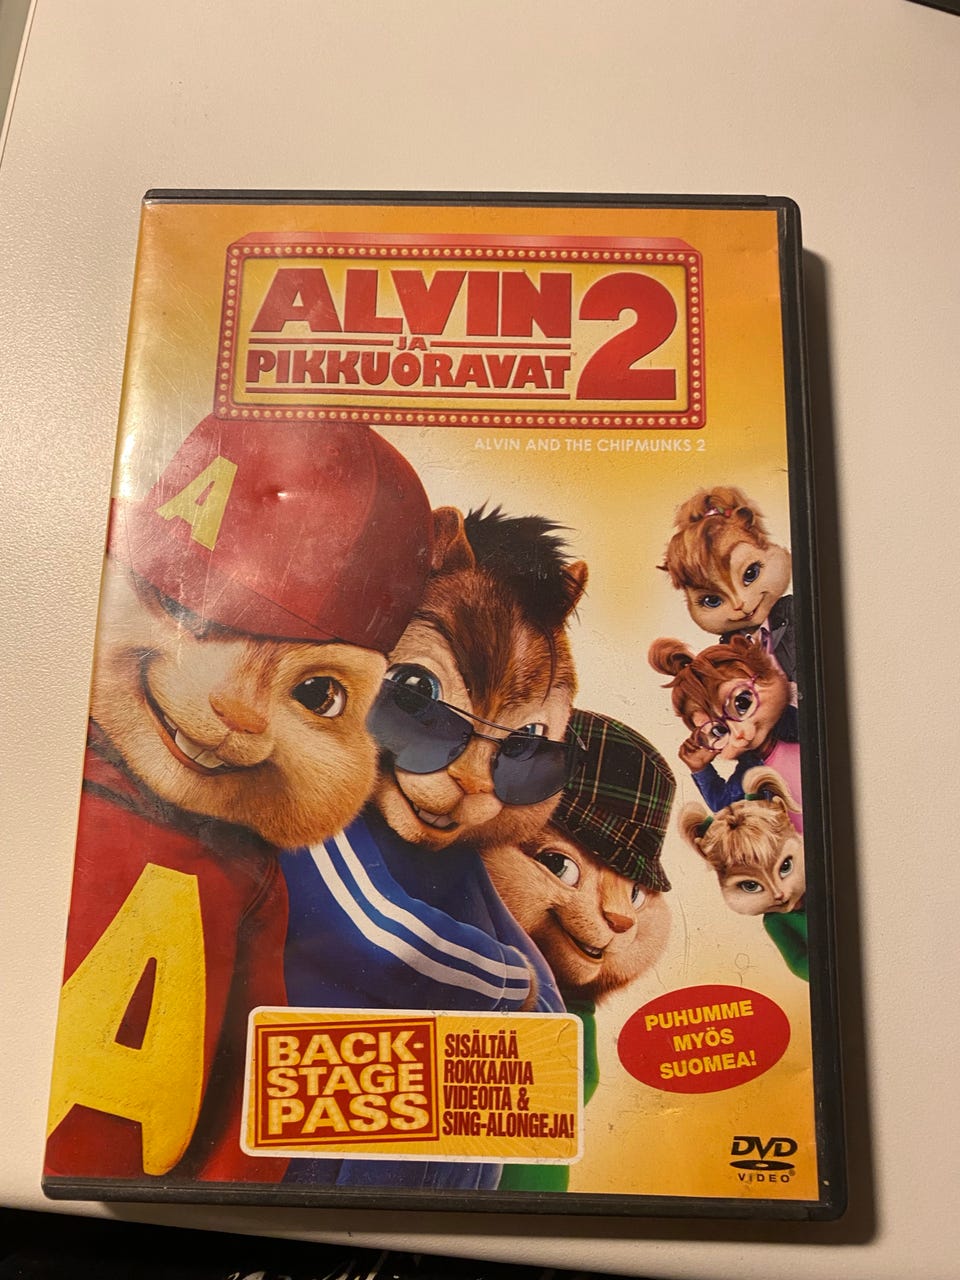 ALVIN
JA
PIKKUORAVAT™
2
ALVIN AND THE CHIPMUNKS 2
A
A
PUHUMME
MYÖS
SUOMEA!
BACK-
STAGE
PASS
SISÄLTÄÄ
ROKKAAVIA
VIDEOITA &
SING-ALONGEJA!
DVD
VIDEO®